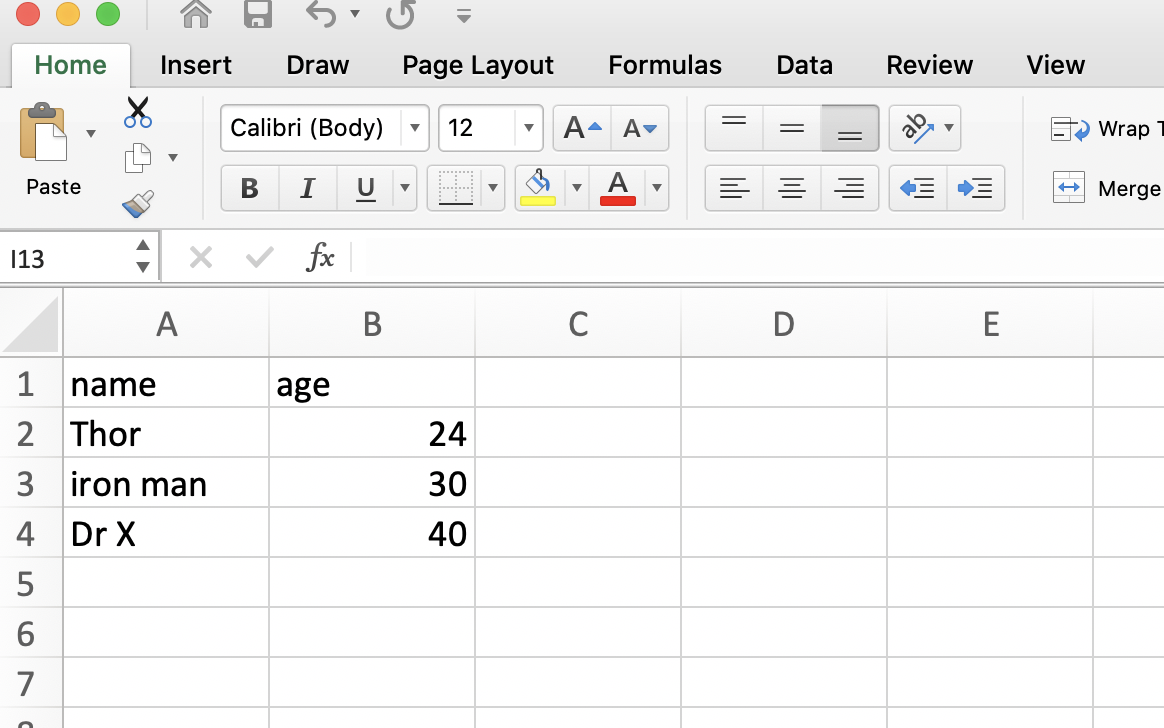 Home Insert Draw Page Layout Formulas Data Review View
Calibri (Body) 12 A A ab Wrap
Paste B I U A Merge
I13 fx
A B C D E
1 name age
2 Thor 24
3 iron man 30
4 Dr X 40
5
6
7